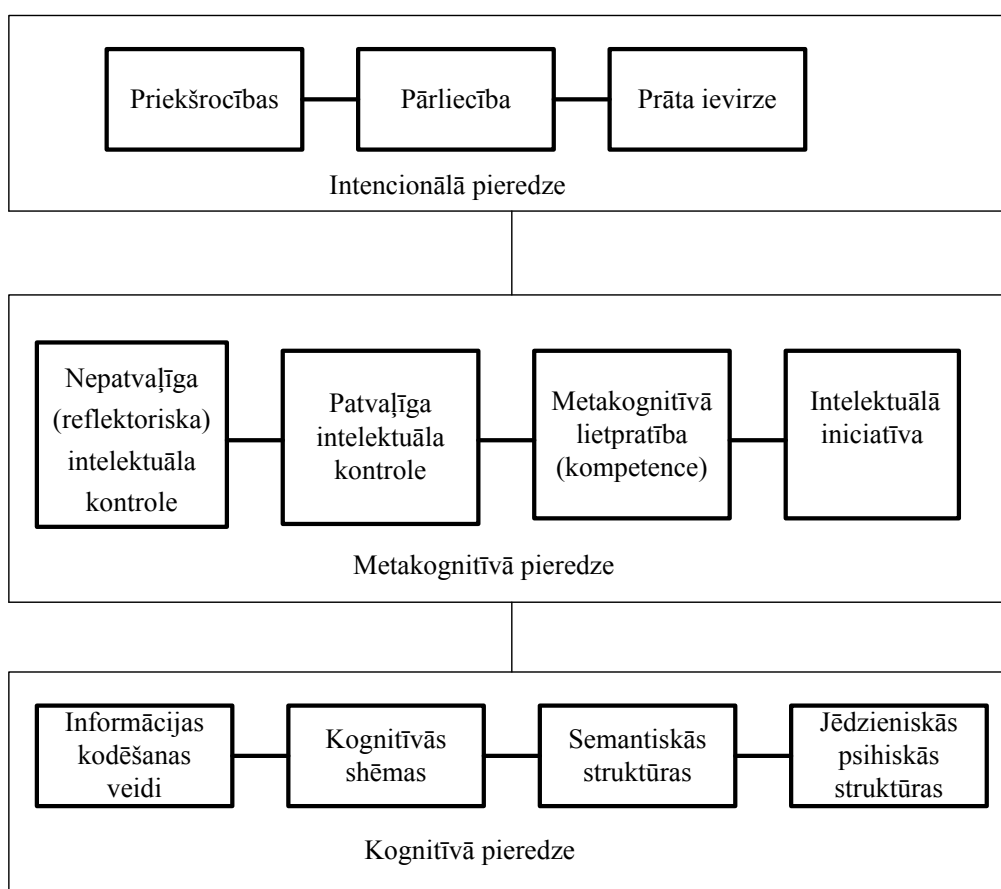 Priekšrocības
Pārliecība
Prāta ievirze
Intencionālā pieredze
Nepatvaļīga
(reflektoriska)
intelektuāla
kontrole
Patvaļīga
intelektuāla
kontrole
Metakognitīvā
lietpratība
(kompetence)
Intelektuālā
iniciatīva
Metakognitīvā pieredze
Informācijas
kodēšanas
veidi
Kognitīvās
shēmas
Semantiskās
struktūras
Jēdzieniskās
psihiskās
struktūras
Kognitīvā pieredze